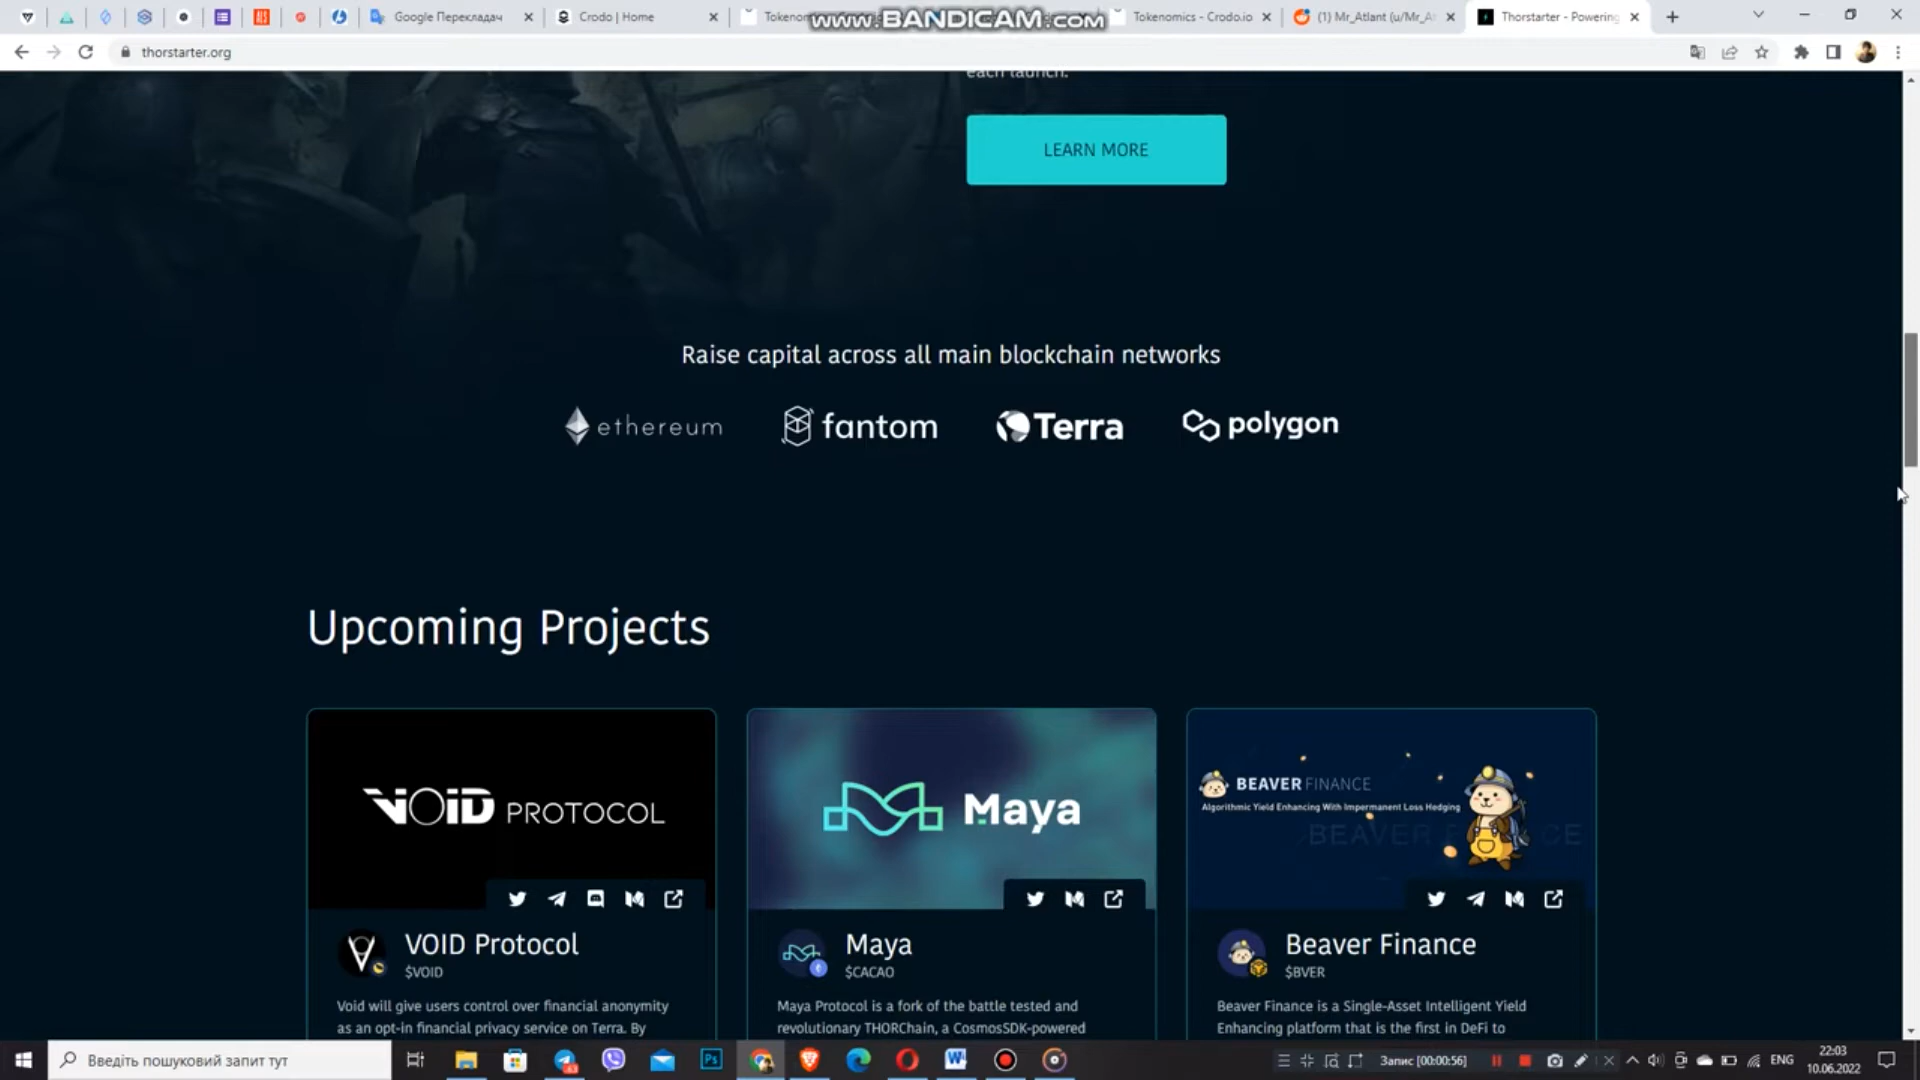 Google Перекладач
Crodo | Home
Tokenom
www.BANDICAM.com
Tokenomics - Crodo.io
(1) Mr_Atlant (u/Mr_At
Thorstarter - Powering
thorstarter.org
each launch.
LEARN MORE
Raise capital across all main blockchain networks
ethereum
fantom
Terra
polygon
Upcoming Projects
VOID PROTOCOL
Maya
BEAVER FINANCE
Algorithmic Yield Enhancing With Impermanent Loss Hedging
VOID Protocol
$VOID
Void will give users control over financial anonymity
as an opt-in financial privacy service on Terra. By
Maya
$CACAO
Maya Protocol is a fork of the battle tested and
revolutionary THORChain, a CosmosSDK-powered
Beaver Finance
$BVER
Beaver Finance is a Single-Asset Intelligent Yield
Enhancing platform that is the first in DeFi to
Введіть пошуковий запит тут
Запис [00:00:56]
ENG
22:03
10.06.2022